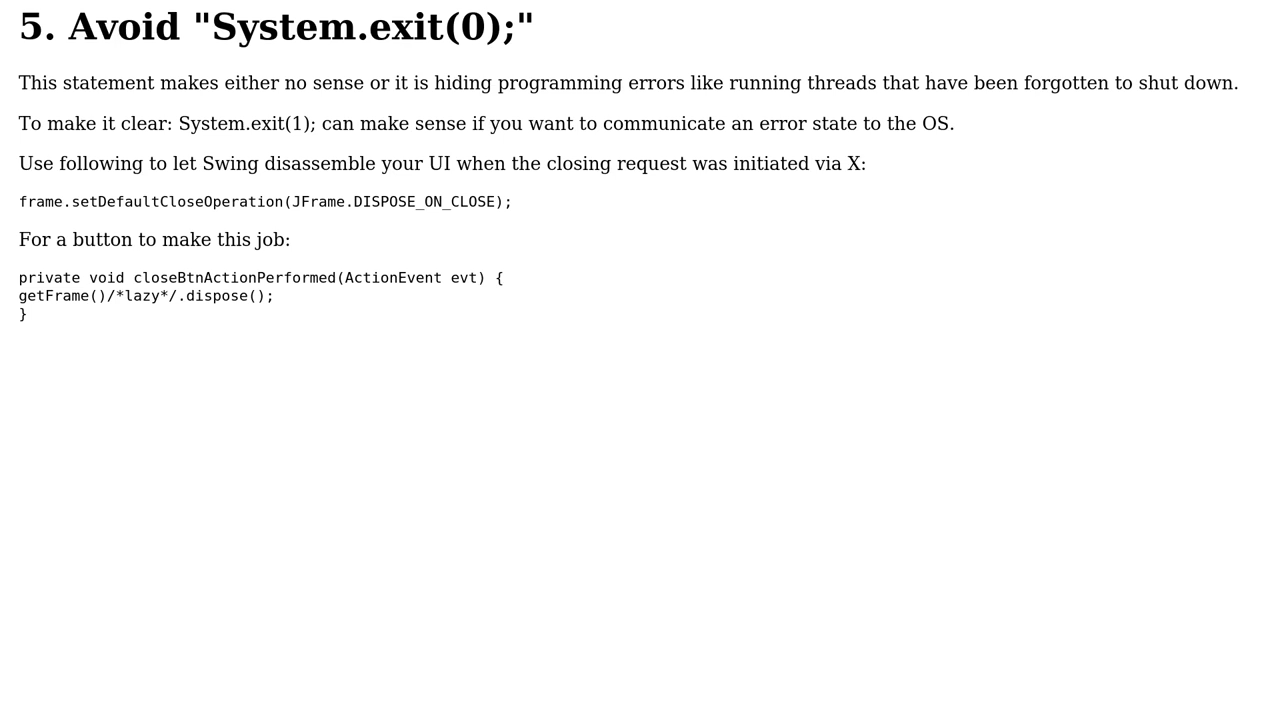 5. Avoid "System.exit(0);"
This statement makes either no sense or it is hiding programming errors like running threads that have been forgotten to shut down.
To make it clear: System.exit(1); can make sense if you want to communicate an error state to the OS.
Use following to let Swing disassemble your UI when the closing request was initiated via X:
frame.setDefaultCloseOperation(JFrame.DISPOSE_ON_CLOSE);
For a button to make this job:
private void closeBtnActionPerformed(ActionEvent evt) {
getFrame()/*lazy*/.dispose();
}